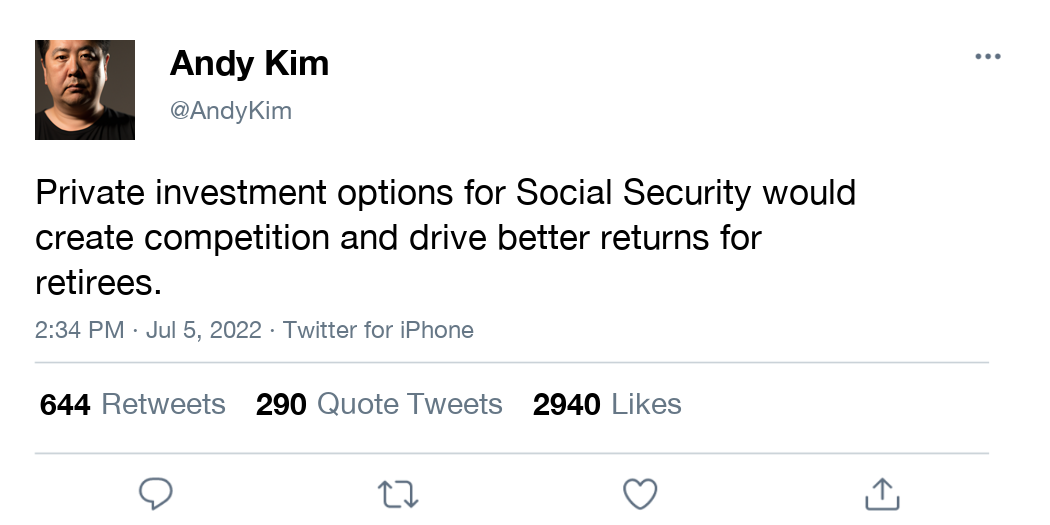 Andy Kim
@AndyKim
Private investment options for Social Security would
create competition and drive better returns for
retirees.
2:34 PM · Jul 5, 2022 · Twitter for iPhone
644 Retweets 290 Quote Tweets 2940 Likes